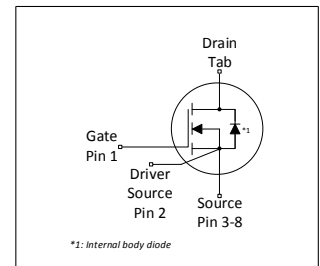 Drain
Tab
*1
Gate
Pin 1
Driver
Source
Pin 2
Source
Pin 3-8
*1: Internal body diode